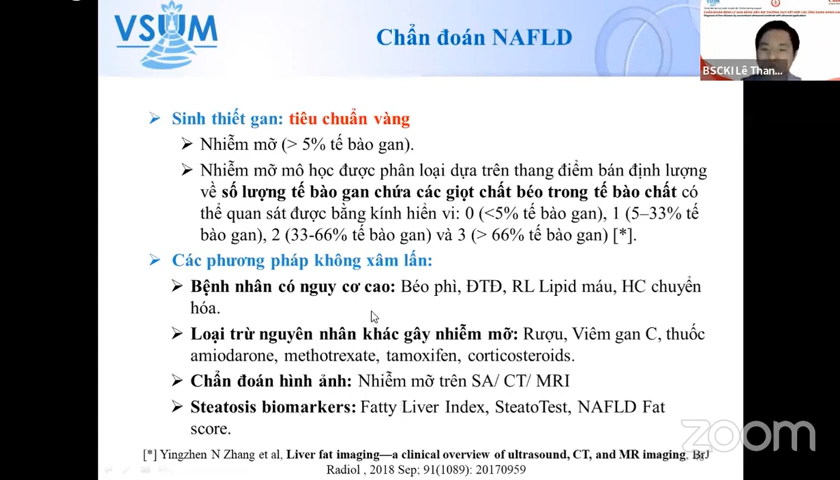 VSUM
Chẩn đoán NAFLD
BSCKI Lê Than...
Sinh thiết gan: tiêu chuẩn vàng
Nhiễm mỡ (> 5% tế bào gan).
Nhiễm mỡ mô học được phân loại dựa trên thang điểm bán định lượng
về số lượng tế bào gan chứa các giọt chất béo trong tế bào chất có
thể quan sát được bằng kính hiển vi: 0 (<5% tế bào gan), 1 (5–33% tế
bào gan), 2 (33-66% tế bào gan) và 3 (> 66% tế bào gan) [*].
Các phương pháp không xâm lấn:
Bệnh nhân có nguy cơ cao: Béo phì, ĐTĐ, RL Lipid máu, HC chuyển
hóa.
Loại trừ nguyên nhân khác gây nhiễm mỡ: Rượu, Viêm gan C, thuốc
amiodarone, methotrexate, tamoxifen, corticosteroids.
Chẩn đoán hình ảnh: Nhiễm mỡ trên SA/ CT/ MRI
Steatosis biomarkers: Fatty Liver Index, SteatoTest, NAFLD Fat
score.
[*] Yingzhen N Zhang et al, Liver fat imaging—a clinical overview of ultrasound, CT, and MR imaging, Br J
Radiol , 2018 Sep; 91(1089): 20170959
zoom